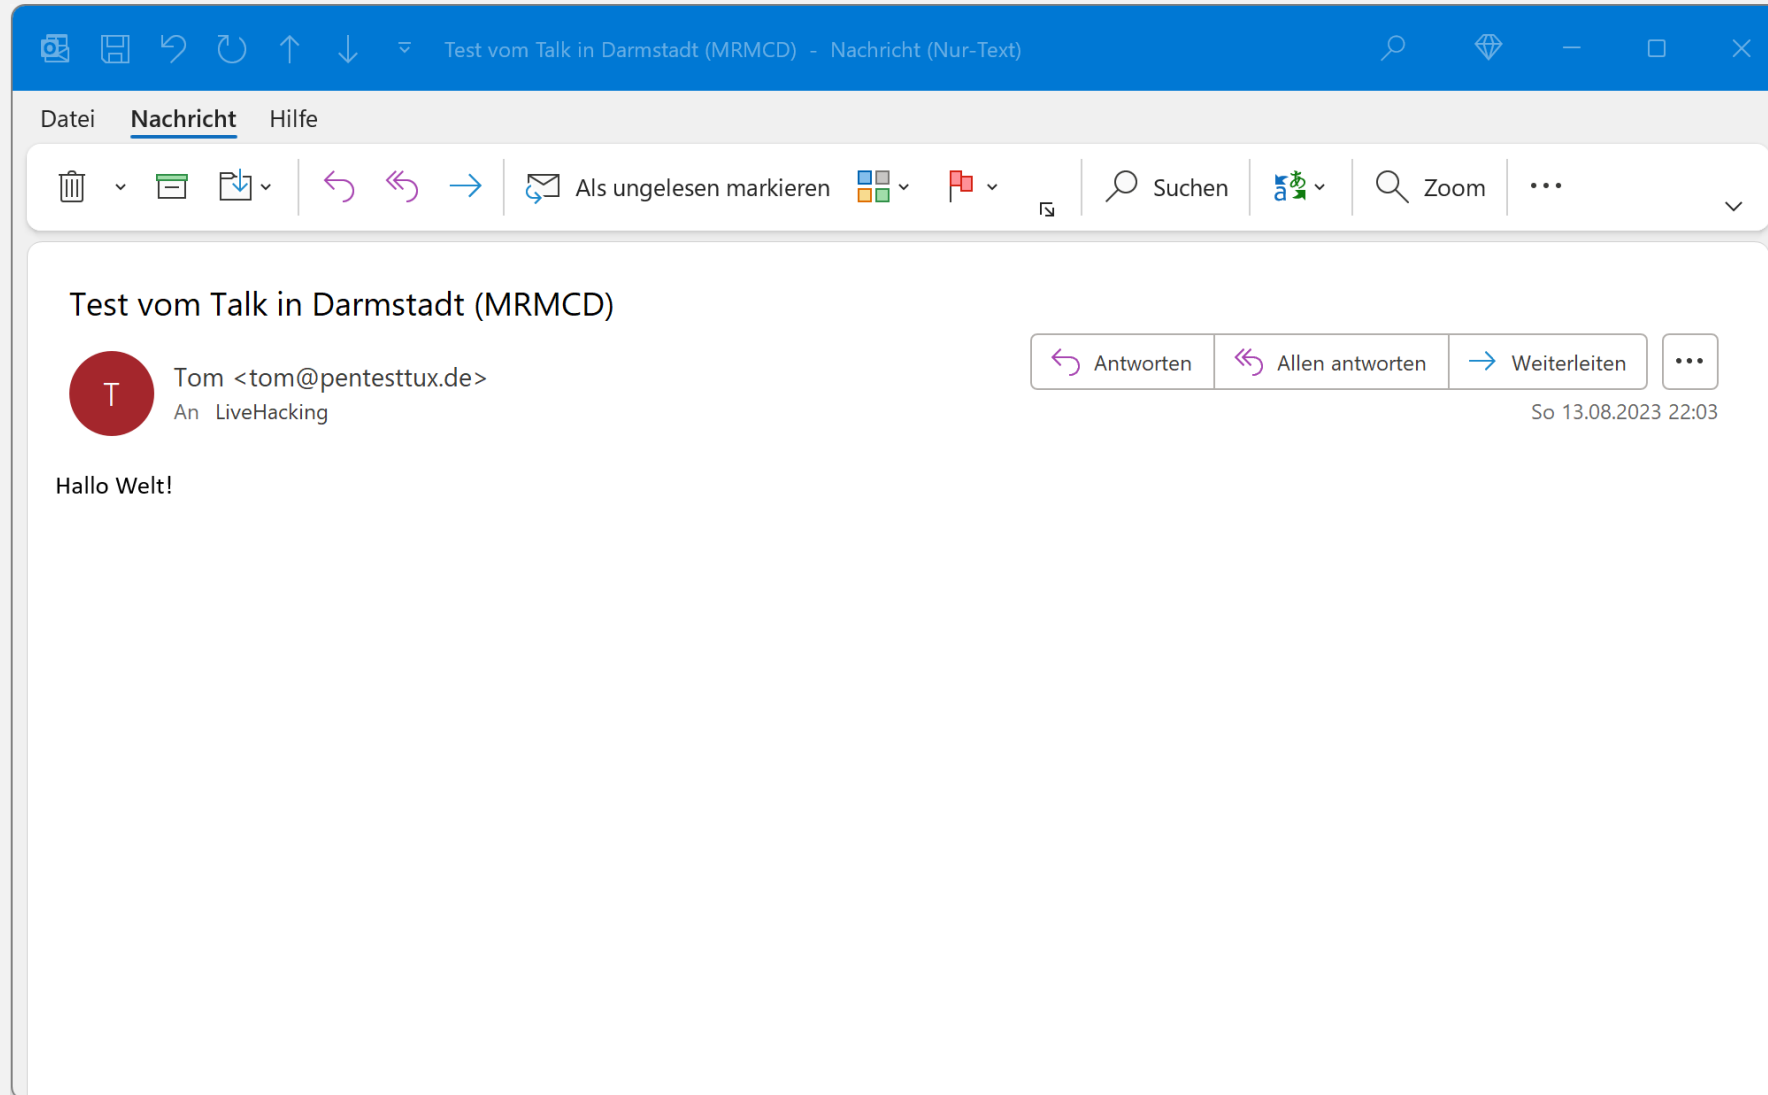 Test vom Talk in Darmstadt (MRMCD) - Nachricht (Nur-Text)
Datei Nachricht Hilfe
Als ungelesen markieren Suchen Zoom
Test vom Talk in Darmstadt (MRMCD)
T
Tom <tom@pentesttux.de>
An LiveHacking
Antworten Allen antworten Weiterleiten
So 13.08.2023 22:03
Hallo Welt!